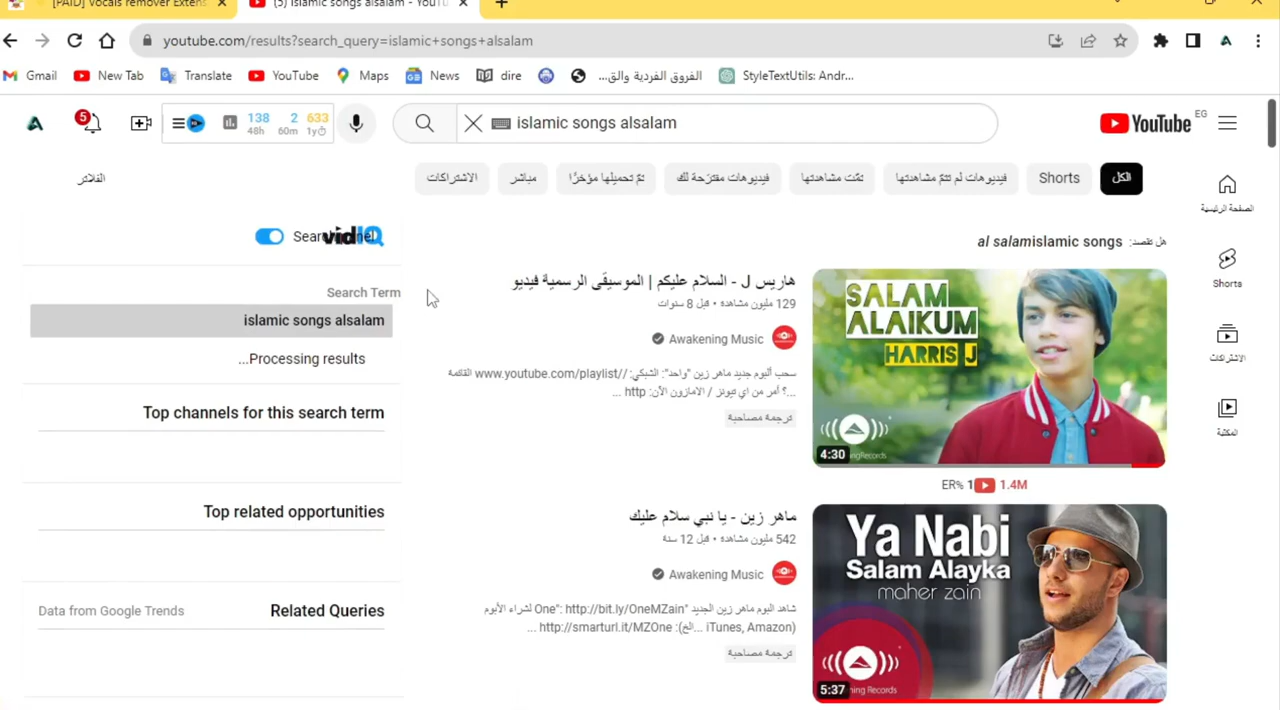 [PAID] Vocals remover Extens
(5) islamic songs alsalam - YouTu
youtube.com/results?search_query=islamic+songs+alsalam
Gmail
New Tab
Translate
YouTube
Maps
News
dire
الفروق الفردية والق...
StyleTextUtils: Andr...
5
138
48h
2
60m
633
1y
islamic songs alsalam
YouTube EG
الكل
Shorts
فيديوهات لم تتمّ مشاهدتها
تمّت مشاهدتها
فيديوهات مقترَحة لك
تمّ تحميلها مؤخرًا
مباشر
الاشتراكات
الفلاتر
الصفحة الرئيسية
Shorts
الاشتراكات
المكتبة
هل تقصد: al salamislamic songs
SALAM
ALAIKUM
HARRIS J
4:30
هاريس ل - السلام عليكم | الموسيقى الرسمية فيديو
129 مليون مشاهدة • قبل 8 سنوات
Awakening Music
سحب ألبوم جديد ماهر زين "واحد": الشبكي: //www.youtube.com/playlist القائمة
؟ أمر من اي تيونز / الامازون الآن: http ...
ترجمة مصاحبة
ER% 1 1.4M
Ya Nabi
Salam Alayka
maher zain
5:37
ماهر زين - يا نبي سلام عليك
542 مليون مشاهدة • قبل 12 سنة
Awakening Music
شاهد البوم ماهر زين الجديد "One": http://bit.ly/OneMZain لشراء الألبوم
(iTunes, Amazon ...الخ): http://smarturl.it/MZOne ...
ترجمة مصاحبة
vidIQ
Search Term
islamic songs alsalam
Processing results...
Top channels for this search term
Top related opportunities
Related Queries
Data from Google Trends